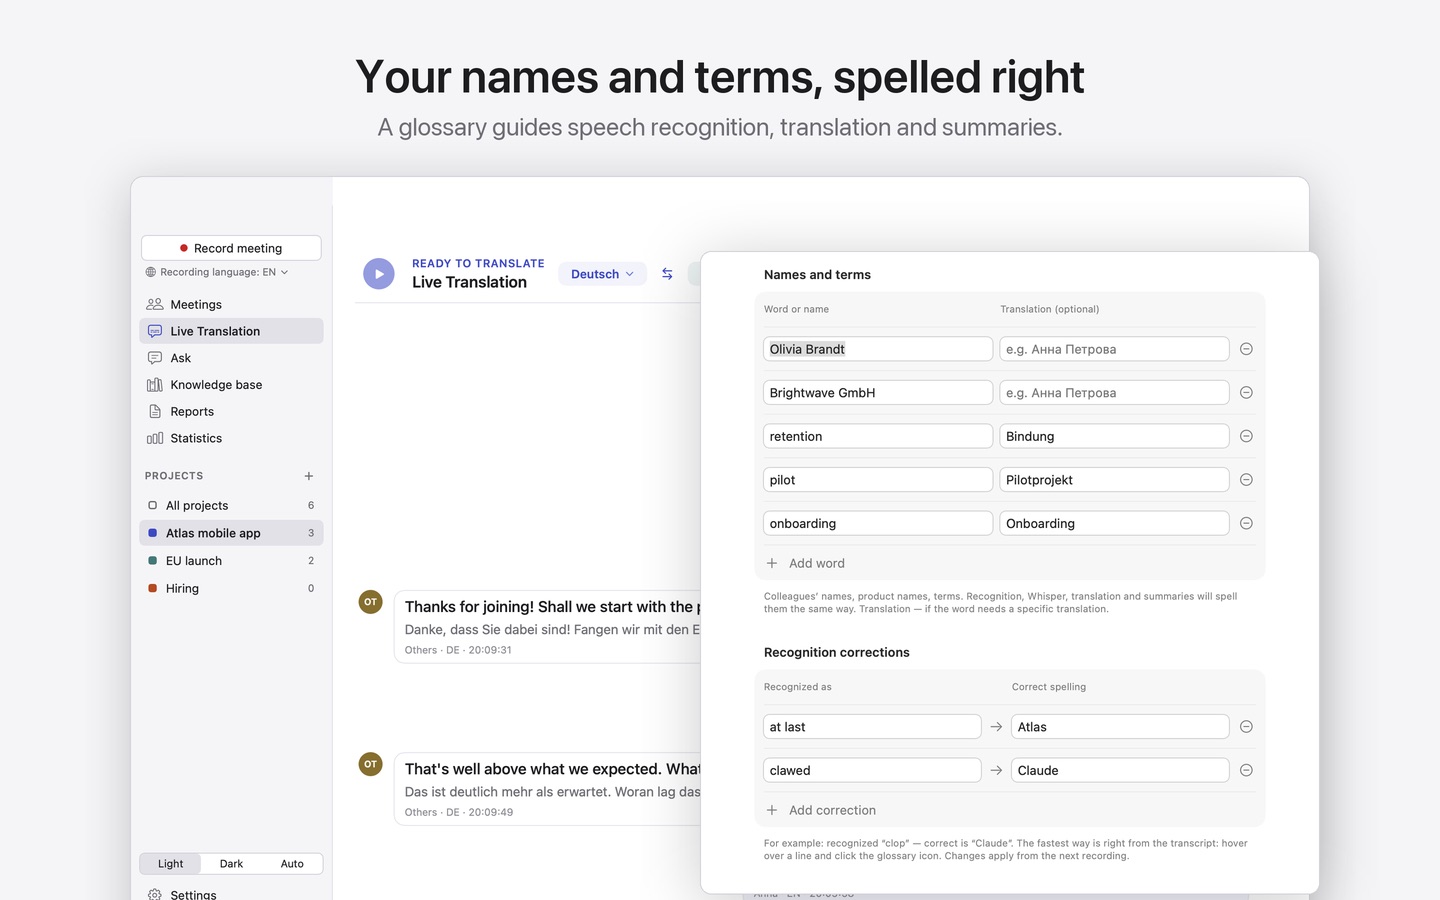 Your names and terms, spelled right
A glossary guides speech recognition, translation and summaries.
Record meeting
Recording language: EN
Meetings
Live Translation
Ask
Knowledge base
Reports
Statistics
PROJECTS
All projects 6
Atlas mobile app 3
EU launch 2
Hiring 0
Light Dark Auto
Settings
READY TO TRANSLATE
Live Translation
Deutsch
OT
Thanks for joining! Shall we start with the
Danke, dass Sie dabei sind! Fangen wir mit den E
Others · DE · 20:09:31
OT
That's well above what we expected. What
Das ist deutlich mehr als erwartet. Woran lag das
Others · DE · 20:09:49
Names and terms
Word or name Translation (optional)
Olivia Brandt e.g. Анна Петрова
Brightwave GmbH e.g. Анна Петрова
retention Bindung
pilot Pilotprojekt
onboarding Onboarding
Add word
Colleagues' names, product names, terms. Recognition, Whisper, translation and summaries will spell
them the same way. Translation — if the word needs a specific translation.
Recognition corrections
Recognized as Correct spelling
at last → Atlas
clawed → Claude
Add correction
For example: recognized "clop" — correct is "Claude". The fastest way is right from the transcript: hover
over a line and click the glossary icon. Changes apply from the next recording.